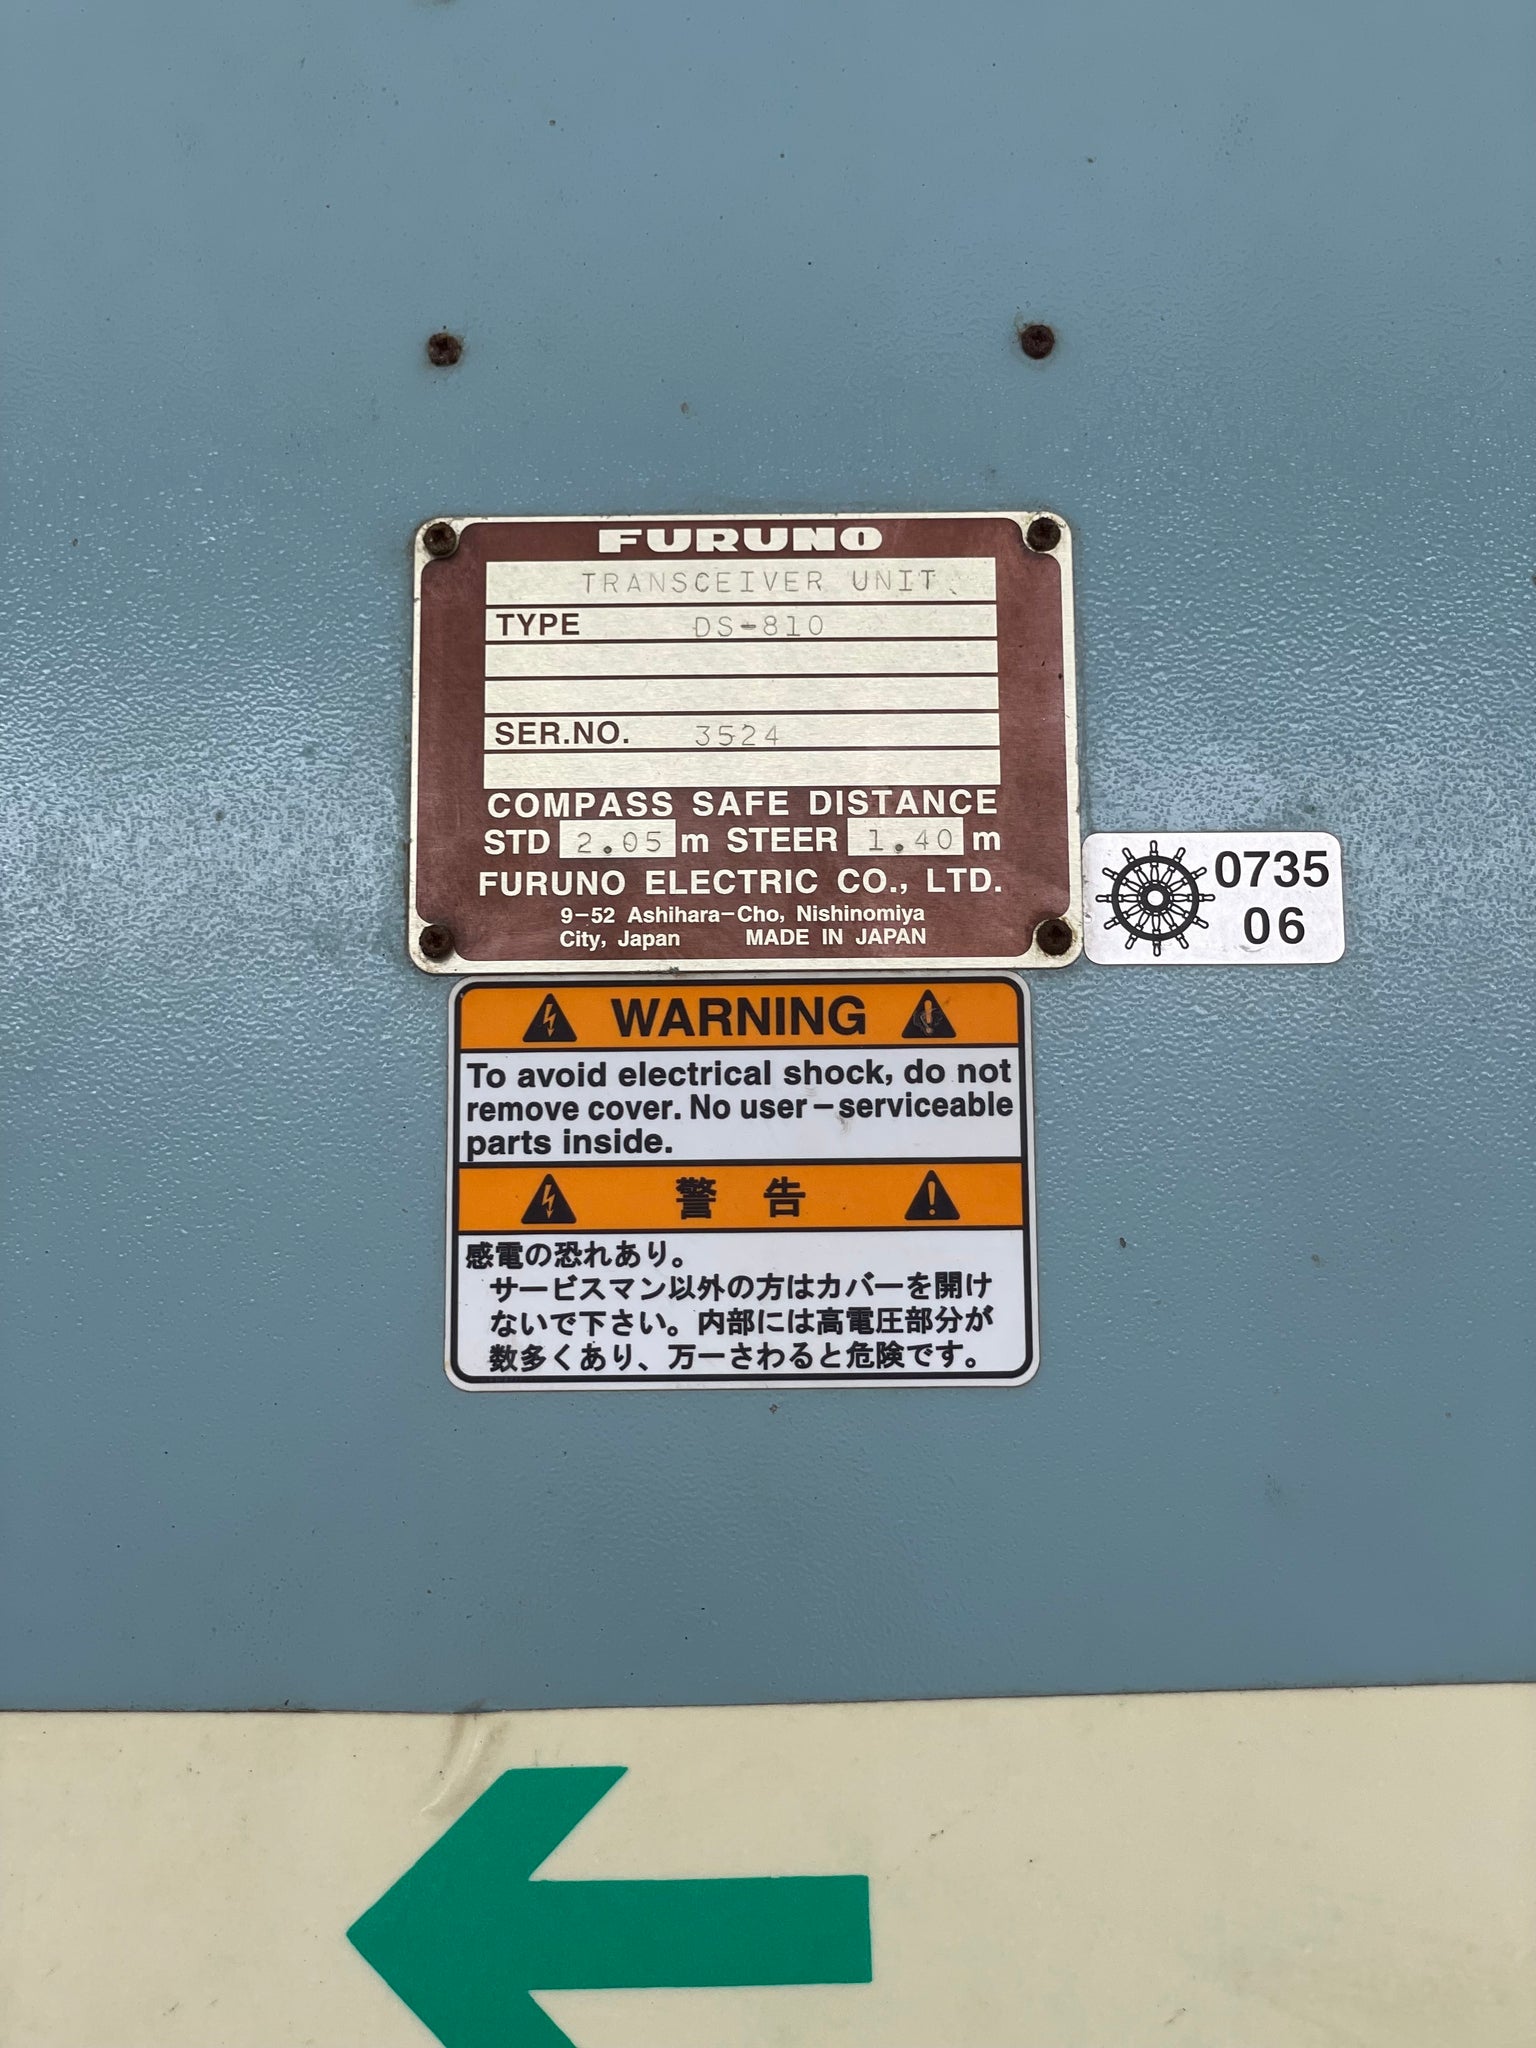 FURUNO
TRANSCEIVER UNIT
TYPE DS-810
SER.NO. 3524
COMPASS SAFE DISTANCE
STD 2.05 m STEER 1.40 m
FURUNO ELECTRIC CO., LTD.
9-52 Ashihara-Cho, Nishinomiya
City, Japan MADE IN JAPAN
0735
06
WARNING
To avoid electrical shock, do not
remove cover. No user-serviceable
parts inside.
警 告
感電の恐れあり。
サービスマン以外の方はカバーを開け
ないで下さい。内部には高電圧部分が
数多くあり、万一さわると危険です。